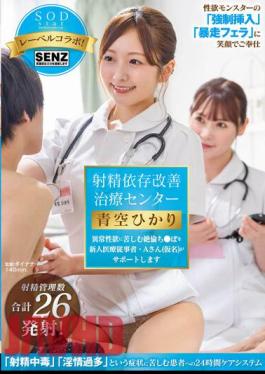 性欲モンスターの
「強制挿入」
「暴走フェラ」に
笑顔でご奉仕
SOD
star
レーベルコラボ!
SENZ
射精依存改善
治療センター
青空ひかり
異常性欲に苦しむ絶倫ち●ぽを
新人医療従事者・Aさん(仮名)が
サポートします
140min.
射精管理数
合計26
発射!
「射精中毒」「淫情過多」という症状に苦しむ患者への24時間ケアシステム